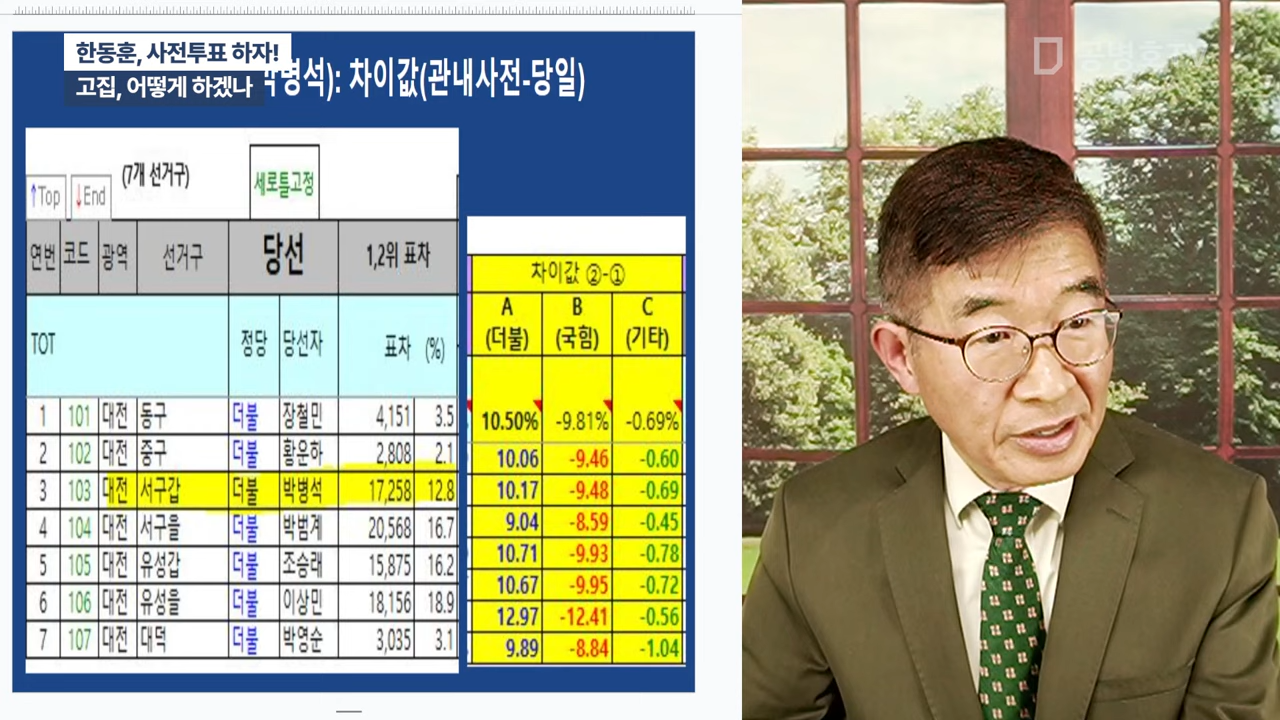 한동훈, 사전투표 하자!
고집, 어떻게 하겠나
박병석): 차이값(관내사전-당일)
공병호TV
↑Top ↓End (7개 선거구) 세로틀고정
연번 코드 광역 선거구 당선 1,2위 표차
TOT 정당 당선자 표차 (%)
1 101 대전 동구 더불 장철민 4,151 3.5
2 102 대전 중구 더불 황운하 2,808 2.1
3 103 대전 서구갑 더불 박병석 17,258 12.8
4 104 대전 서구을 더불 박범계 20,568 16.7
5 105 대전 유성갑 더불 조승래 15,875 16.2
6 106 대전 유성을 더불 이상민 18,156 18.9
7 107 대전 대덕 더불 박영순 3,035 3.1
차이값 ②-①
A B C
(더불) (국힘) (기타)
10.50% -9.81% -0.69%
10.06 -9.46 -0.60
10.17 -9.48 -0.69
9.04 -8.59 -0.45
10.71 -9.93 -0.78
10.67 -9.95 -0.72
12.97 -12.41 -0.56
9.89 -8.84 -1.04